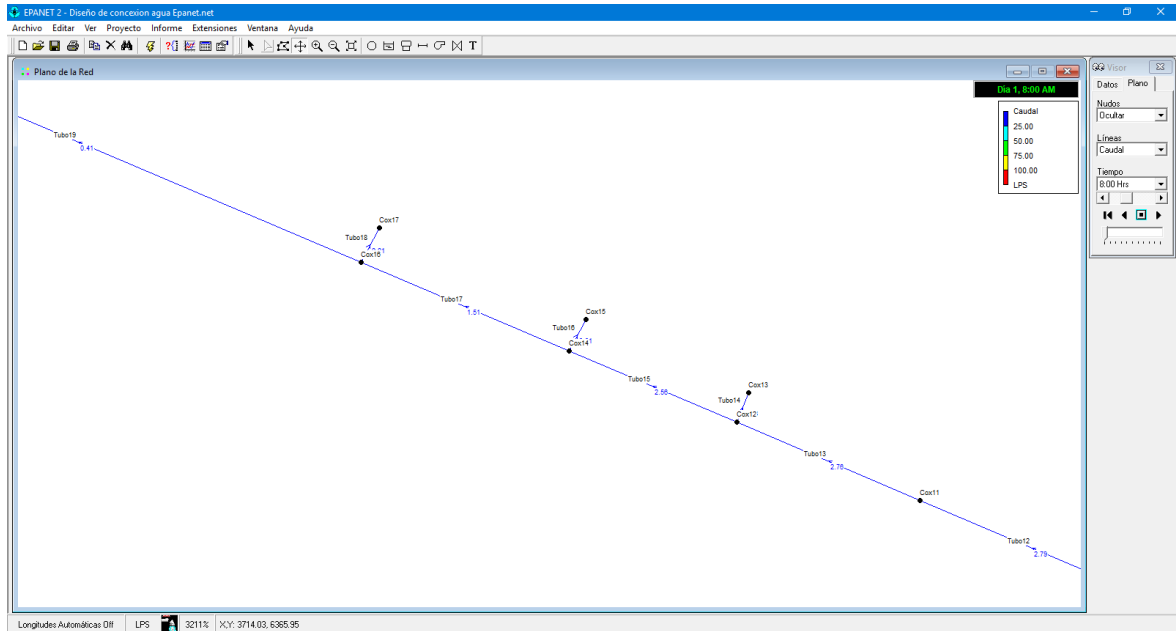 EPANET 2 - Diseño de concexion agua Epanet.net
Archivo Editar Ver Proyecto Informe Extensiones Ventana Ayuda
T
Plano de la Red
Dia 1, 8:00 AM
Caudal
25.00
50.00
75.00
100.00
LPS
Visor
Datos Plano
Nudos
Ocultar
Líneas
Caudal
Tiempo
8:00 Hrs
Tubo19
0.41
Cox17
Tubo18
Cox16
Tubo17
1.51
Cox15
Tubo16
Cox14
Tubo15
2.56
Cox13
Tubo14
Cox12
Tubo13
2.76
Cox11
Tubo12
2.79
Longitudes Automáticas Off LPS 3211% X,Y: 3714.03, 6365.95